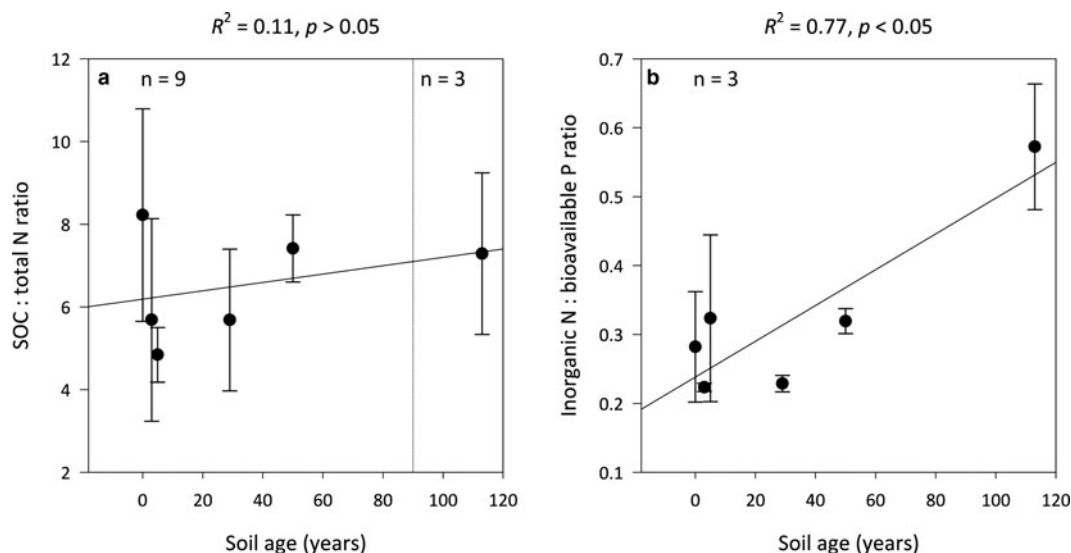 R² = 0.11, p > 0.05
a n = 9 n = 3
SOC : total N ratio
12
10
8
6
4
2
0 20 40 60 80 100 120
Soil age (years)
R² = 0.77, p < 0.05
b n = 3
Inorganic N : bioavailable P ratio
0.7
0.6
0.5
0.4
0.3
0.2
0.1
0 20 40 60 80 100 120
Soil age (years)